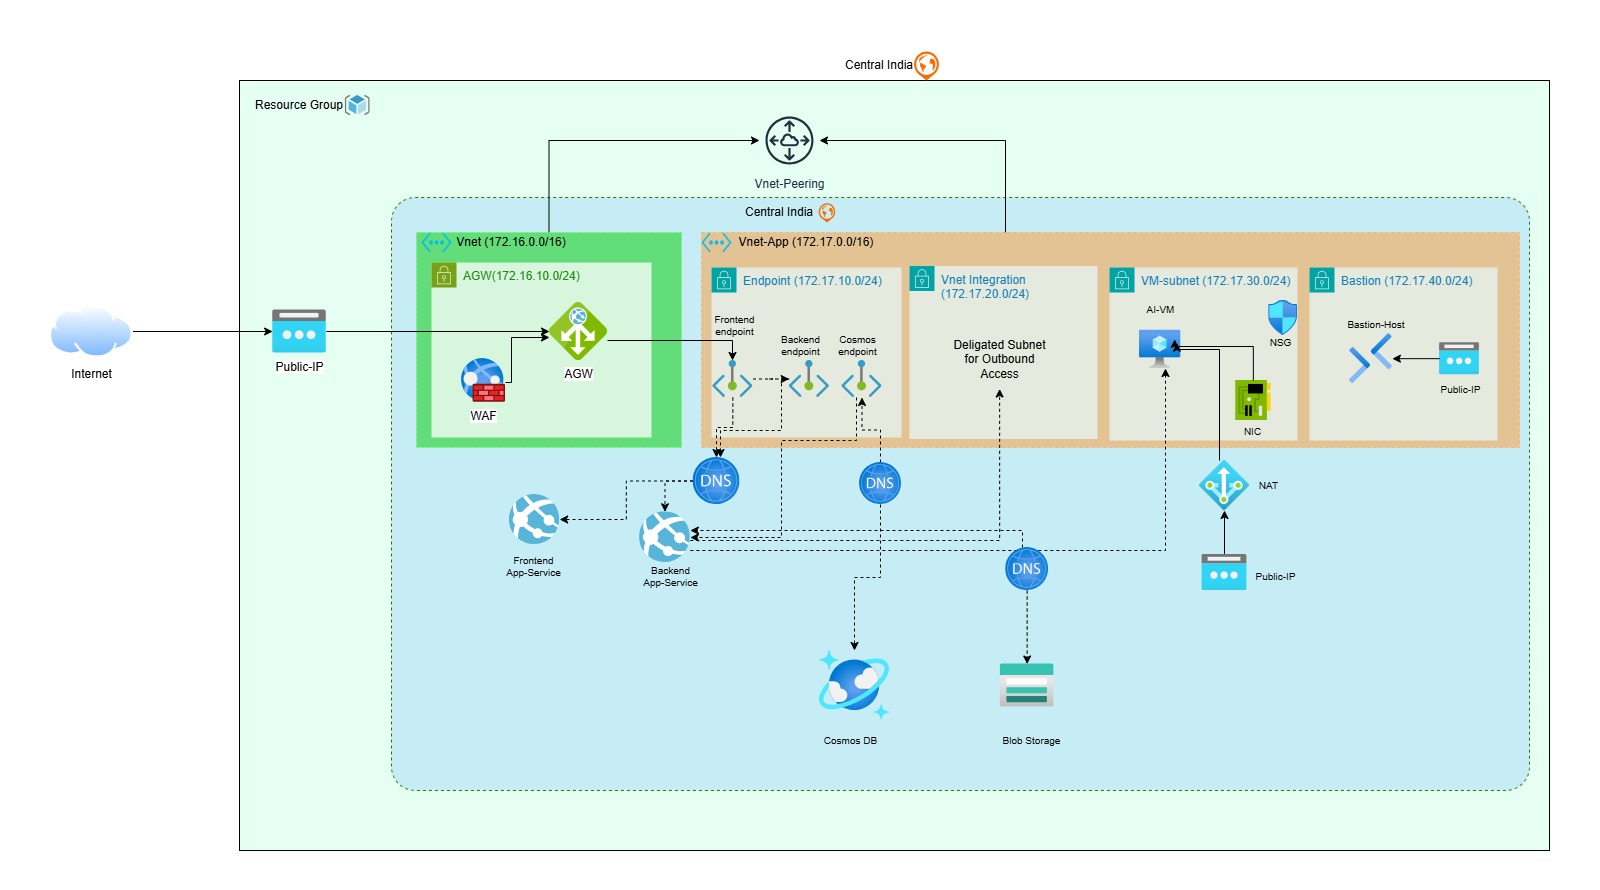 Central India
Resource Group
Vnet-Peering
Central India
Vnet (172.16.0.0/16)
Vnet-App (172.17.0.0/16)
AGW(172.16.10.0/24)
Endpoint (172.17.10.0/24)
Vnet Integration
(172.17.20.0/24)
VM-subnet (172.17.30.0/24)
Bastion (172.17.40.0/24)
Internet
Public-IP
WAF
AGW
Frontend
endpoint
Backend
endpoint
Cosmos
endpoint
Deligated Subnet
for Outbound
Access
AI-VM
NSG
NIC
Bastion-Host
Public-IP
DNS
DNS
NAT
Frontend
App-Service
Backend
App-Service
DNS
Public-IP
Cosmos DB
Blob Storage